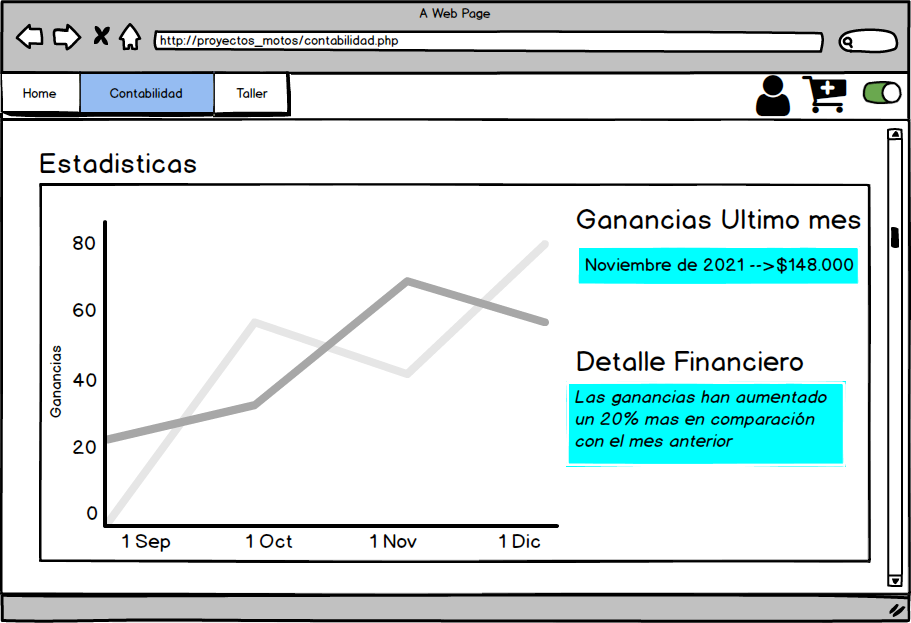 A Web Page
http://proyectos_motos/contabilidad.php
Home
Contabilidad
Taller
Estadisticas
Ganancias Ultimo mes
Noviembre de 2021 -->$148.000
Detalle Financiero
Las ganancias han aumentado
un 20% mas en comparación
con el mes anterior
Ganancias
80
60
40
20
0
1 Sep
1 Oct
1 Nov
1 Dic